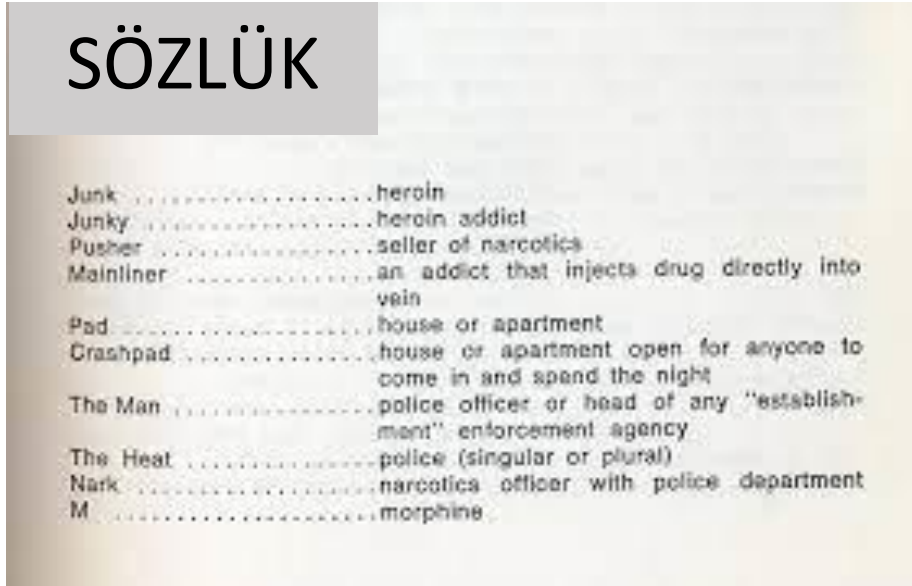 SÖZLÜK
Junk ..................heroin
Junky .................heroin addict
Pusher ................seller of narcotics
Mainliner ..............an addict that injects drug directly into
vein
Pad ....................house or apartment
Crashpad ...............house or apartment open for anyone to
come in and spend the night
The Man ...............police officer or head of any "establish-
ment" enforcement agency
The Heat ...............police (singular or plural)
Nark ...................narcotics officer with police department
M .....................morphine